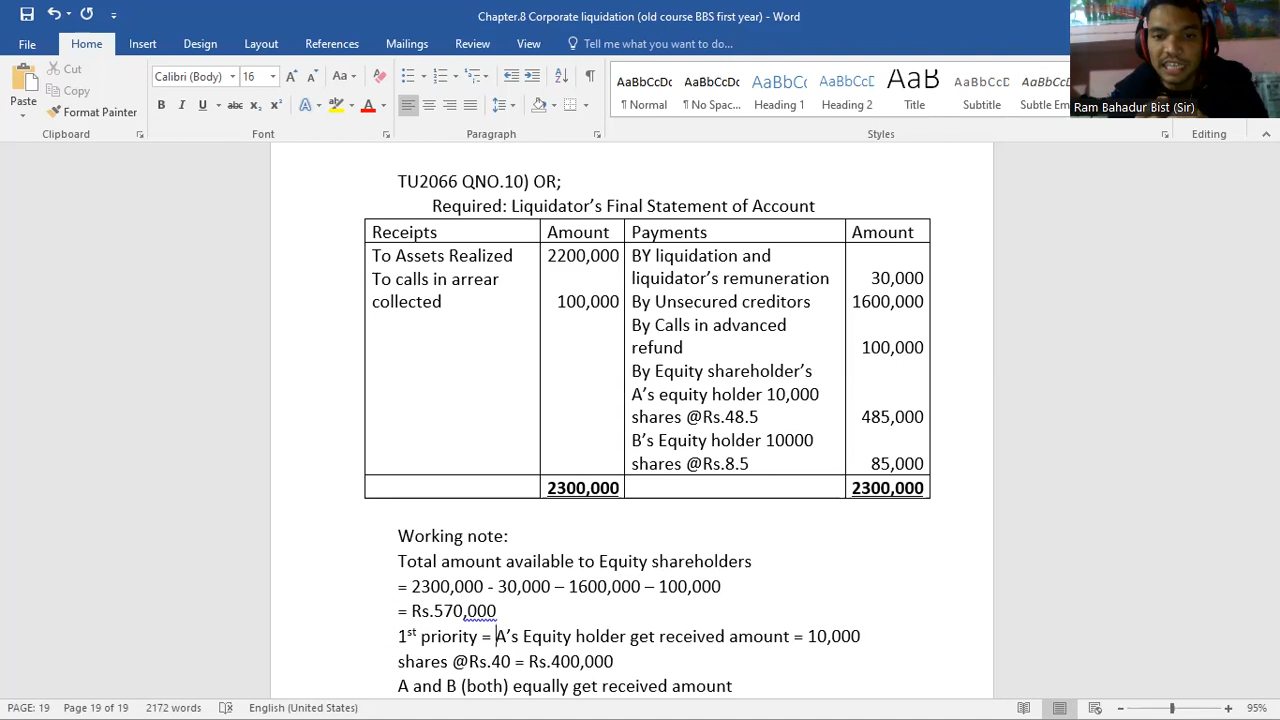 Chapter.8 Corporate liquidation (old course BBS first year) - Word
File Home Insert Design Layout References Mailings Review View Tell me what you want to do...
Paste
Cut
Copy
Format Painter
Calibri (Body) 16
Aa
B I U abc X₂ X² A A
AaBbCcDc AaBbCcDc AaBbCc AaBbCcD AaB AaBbCcD AaBbCcD
¶ Normal ¶ No Spac... Heading 1 Heading 2 Title Subtitle Subtle Em
Clipboard Font Paragraph Styles Editing
Ram Bahadur Bist (Sir)
TU2066 QNO.10) OR;
Required: Liquidator’s Final Statement of Account
Receipts Amount Payments Amount
To Assets Realized 2200,000 BY liquidation and
To calls in arrear liquidator’s remuneration 30,000
collected 100,000 By Unsecured creditors 1600,000
By Calls in advanced
refund 100,000
By Equity shareholder’s
A’s equity holder 10,000
shares @Rs.48.5 485,000
B’s Equity holder 10000
shares @Rs.8.5 85,000
2300,000 2300,000
Working note:
Total amount available to Equity shareholders
= 2300,000 - 30,000 – 1600,000 – 100,000
= Rs.570,000
1st priority = A’s Equity holder get received amount = 10,000
shares @Rs.40 = Rs.400,000
A and B (both) equally get received amount
PAGE: 19 Page 19 of 19 2172 words English (United States) 95%